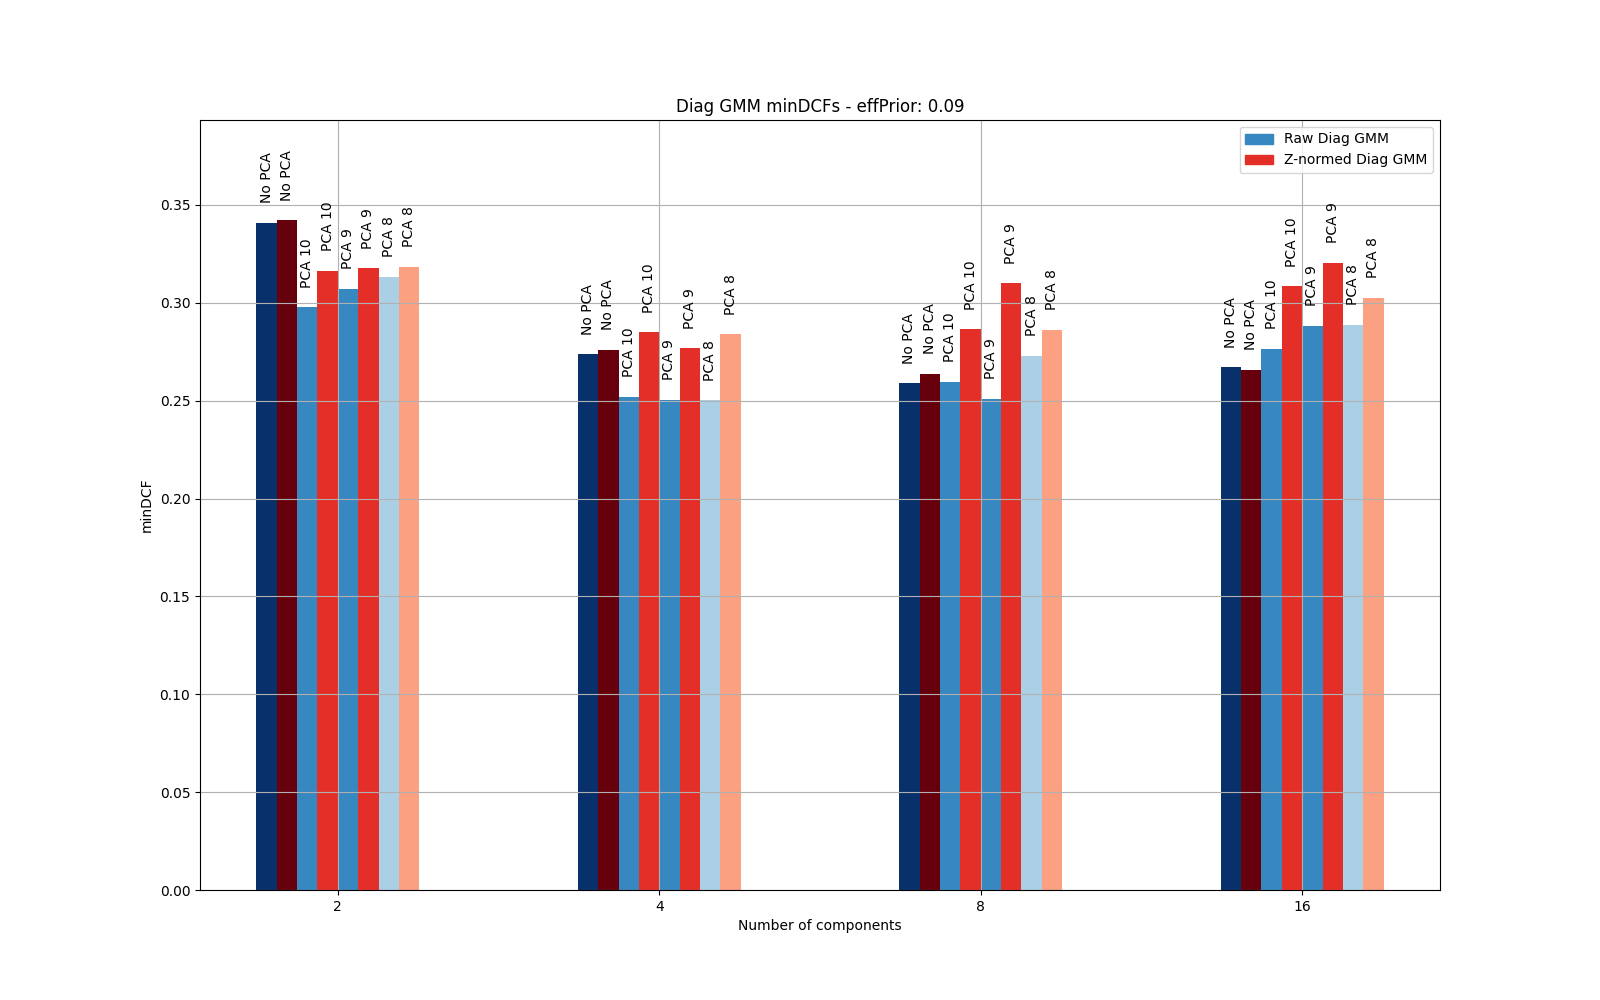 Diag GMM minDCFs - effPrior: 0.09
Raw Diag GMM
Z-normed Diag GMM
minDCF
0.35
0.30
0.25
0.20
0.15
0.10
0.05
0.00
No PCA
No PCA
PCA 10
PCA 10
PCA 9
PCA 9
PCA 8
PCA 8
No PCA
No PCA
PCA 10
PCA 10
PCA 9
PCA 9
PCA 8
PCA 8
No PCA
No PCA
PCA 10
PCA 10
PCA 9
PCA 9
PCA 8
PCA 8
No PCA
No PCA
PCA 10
PCA 10
PCA 9
PCA 9
PCA 8
PCA 8
2
4
8
16
Number of components